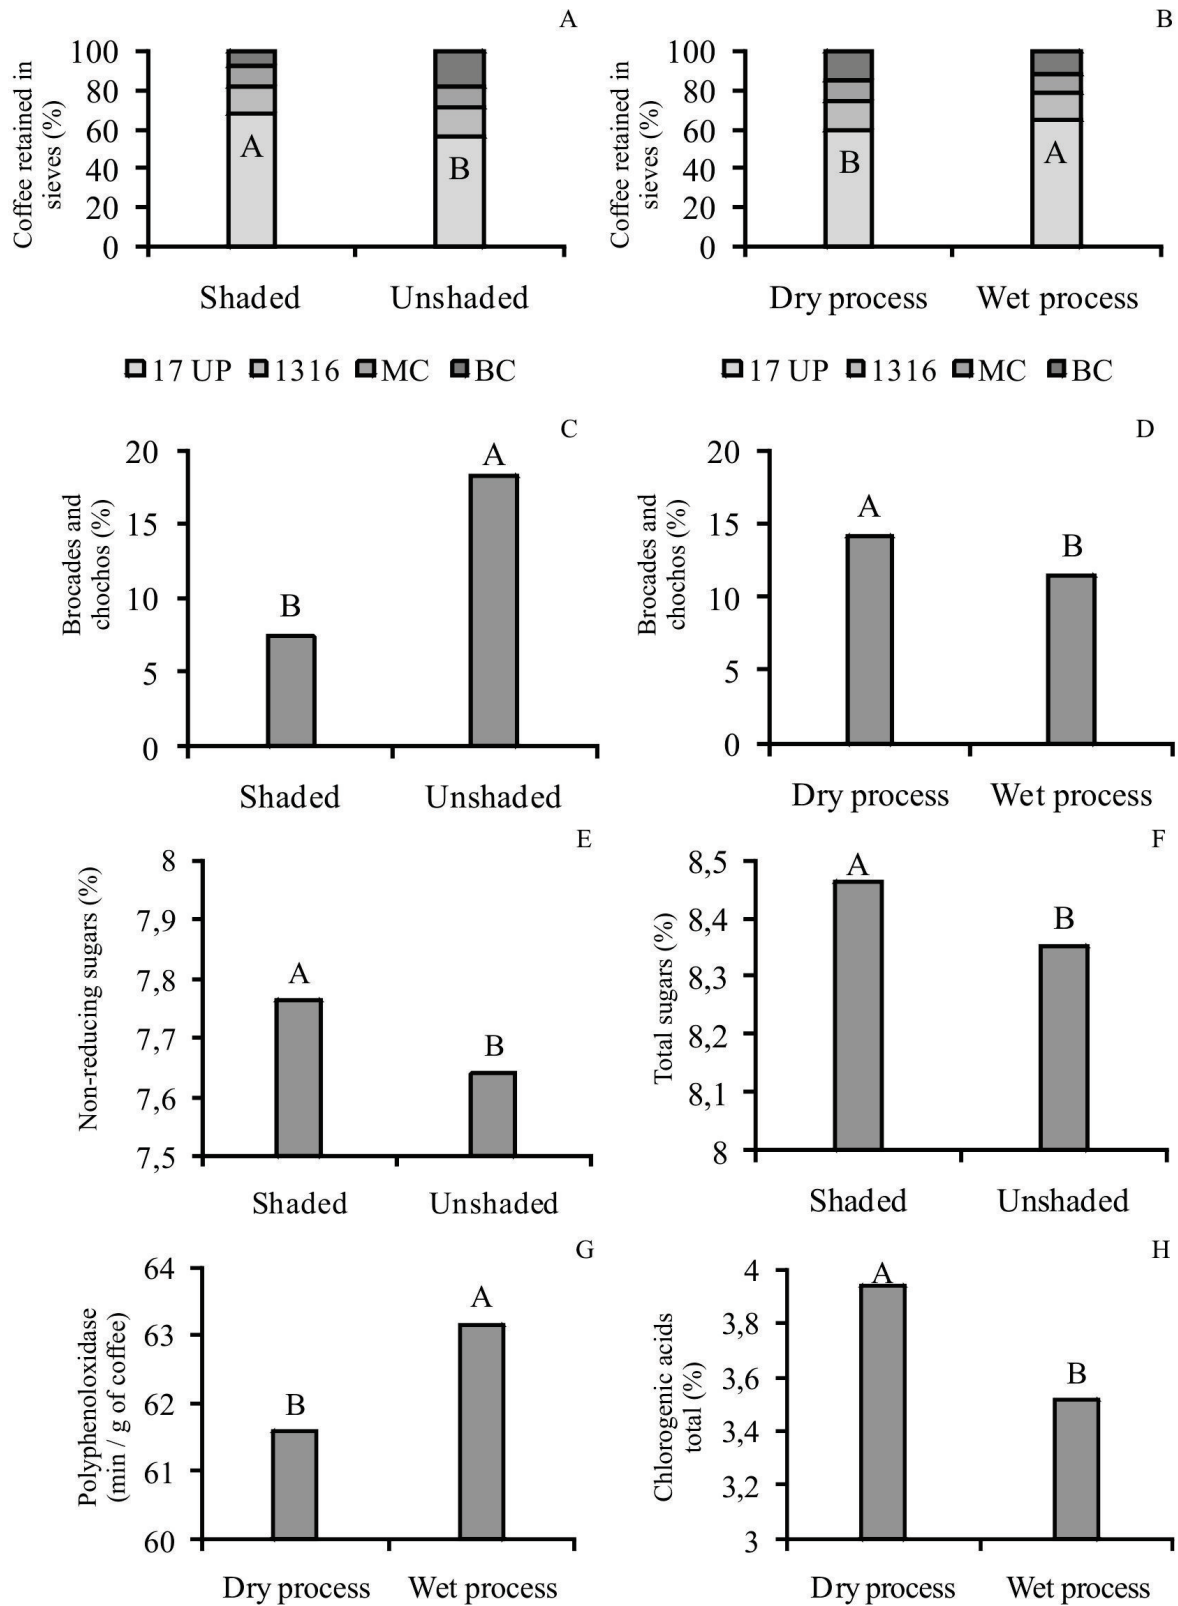 A
Coffee retained in
sieves (%)
100
80
60
40
20
0
A
B
Shaded
Unshaded
17 UP 1316 MC BC
B
Coffee retained in
sieves (%)
100
80
60
40
20
0
B
A
Dry process
Wet process
17 UP 1316 MC BC
C
Brocades and
chochos (%)
20
15
10
5
0
B
A
Shaded
Unshaded
D
Brocades and
chochos (%)
20
15
10
5
0
A
B
Dry process
Wet process
E
Non-reducing sugars (%)
8
7,9
7,8
7,7
7,6
7,5
A
B
Shaded
Unshaded
F
Total sugars (%)
8,5
8,4
8,3
8,2
8,1
8
A
B
Shaded
Unshaded
G
Polyphenoloxidase
(min / g of coffee)
64
63
62
61
60
B
A
Dry process
Wet process
H
Chlorogenic acids
total (%)
4
3,8
3,6
3,4
3,2
3
A
B
Dry process
Wet process